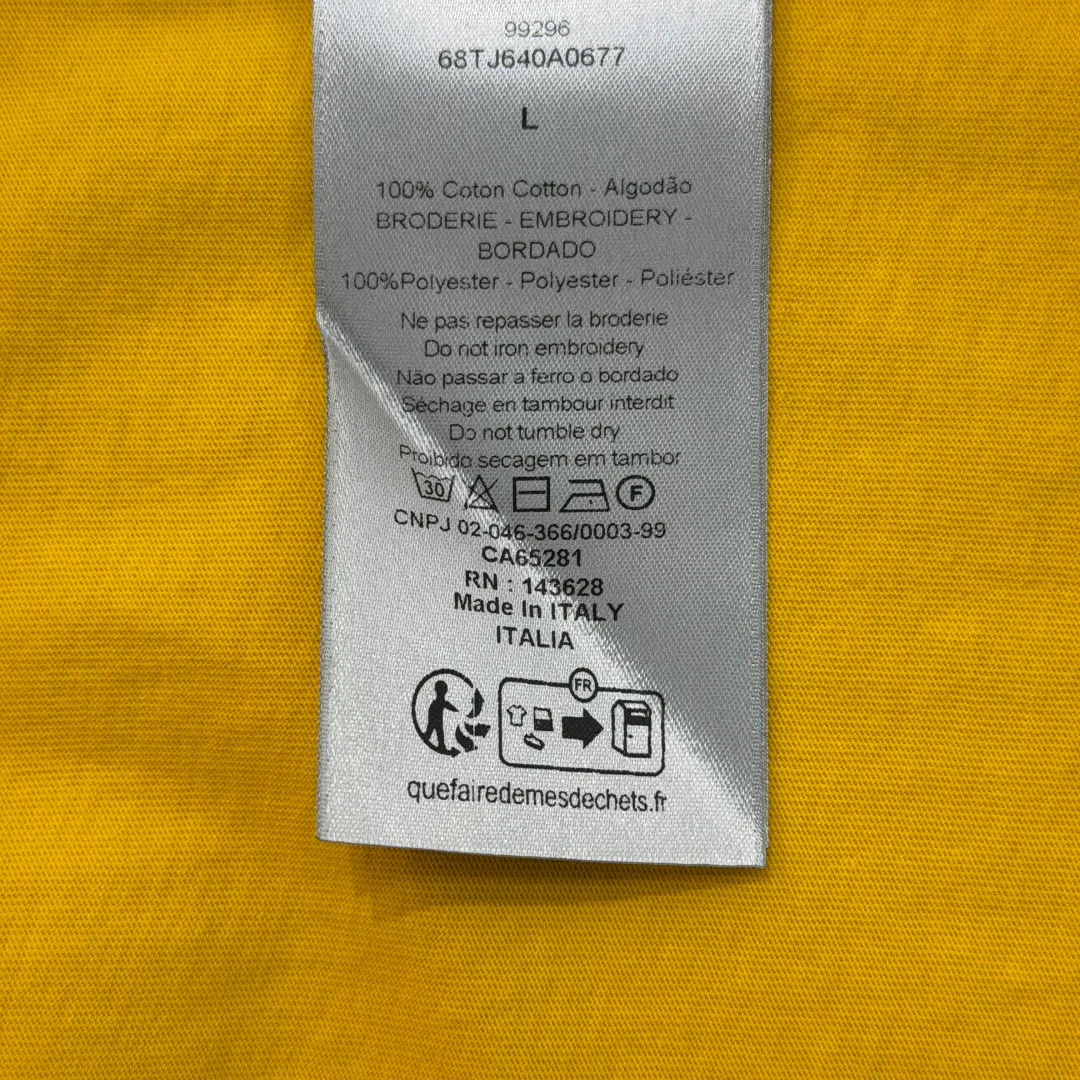 99296
68TJ640A0677
L
100% Coton Cotton - Algodão
BRODERIE - EMBROIDERY -
BORDADO
100%Polyester - Polyester - Poliéster
Ne pas repasser la broderie
Do not iron embroidery
Não passar a ferro o bordado
Séchage en tambour interdit
Do not tumble dry
Proibido secagem em tambor
30 F
CNPJ 02-046-366/0003-99
CA65281
RN : 143628
Made In ITALY
ITALIA
FR
quefairedemesdechets.fr